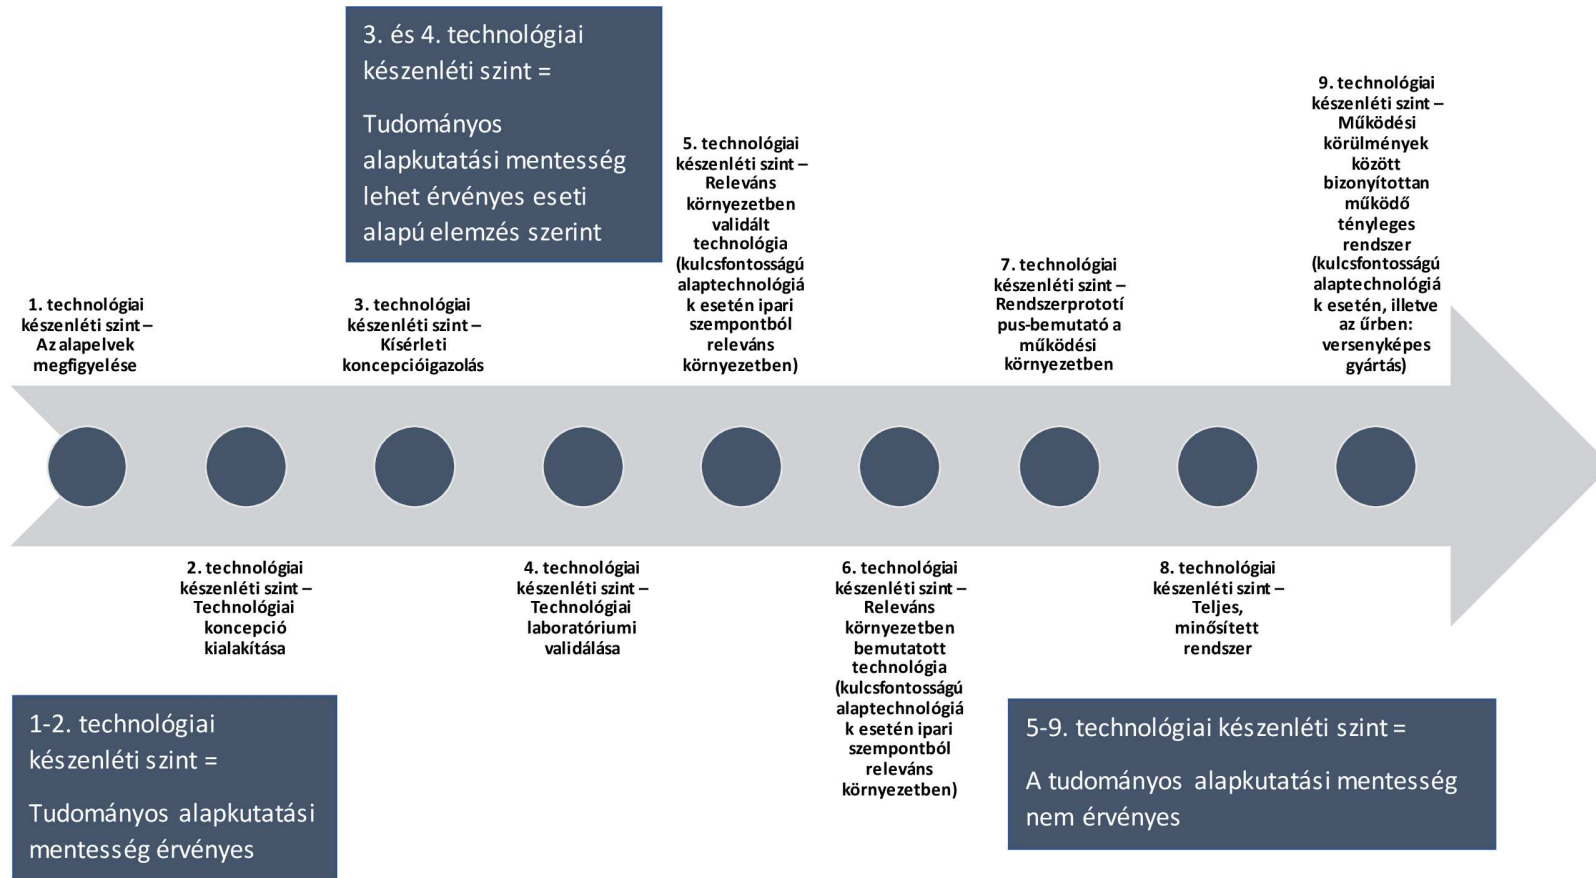 3. és 4. technológiai
készenléti szint =
Tudományos
alapkutatási mentesség
lehet érvényes eseti
alapú elemzés szerint
1. technológiai
készenléti szint –
Az alapelvek
megfigyelése
3. technológiai
készenléti szint –
Kísérleti
koncepcióigazolás
5. technológiai
készenléti szint –
Releváns
környezetben
validált
technológia
(kulcsfontosságú
alaptechnológiá
k esetén ipari
szempontból
releváns
környezetben)
7. technológiai
készenléti szint –
Rendszerprototí
pus-bemutató a
működési
környezetben
9. technológiai
készenléti szint –
Működési
körülmények
között
bizonyítottan
működő
tényleges
rendszer
(kulcsfontosságú
alaptechnológiá
k esetén, illetve
az űrben:
versenyképes
gyártás)
2. technológiai
készenléti szint –
Technológiai
koncepció
kialakítása
4. technológiai
készenléti szint –
Technológiai
laboratóriumi
validálása
6. technológiai
készenléti szint –
Releváns
környezetben
bemutatott
technológia
(kulcsfontosságú
alaptechnológiá
k esetén ipari
szempontból
releváns
környezetben)
8. technológiai
készenléti szint –
Teljes,
minősített
rendszer
1-2. technológiai
készenléti szint =
Tudományos alapkutatási
mentesség érvényes
5-9. technológiai készenléti szint =
A tudományos alapkutatási mentesség
nem érvényes